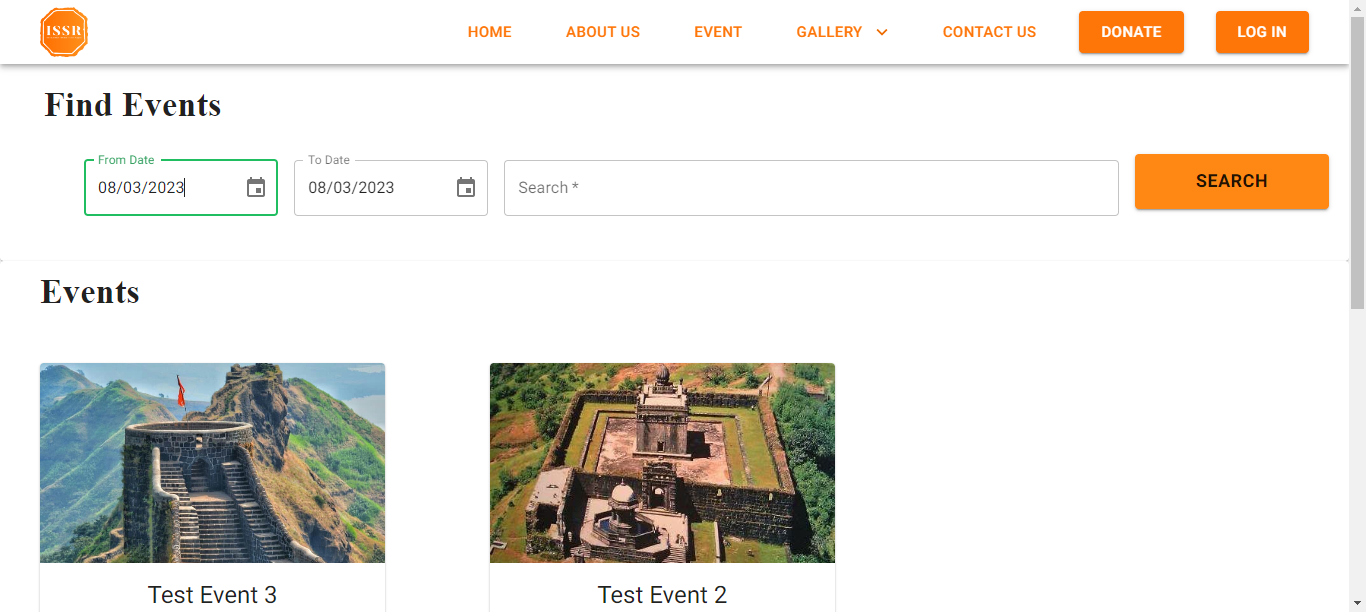 ISSR
HOME ABOUT US EVENT GALLERY CONTACT US DONATE LOG IN
Find Events
From Date To Date
08/03/2023 08/03/2023 Search * SEARCH
Events
Test Event 3 Test Event 2